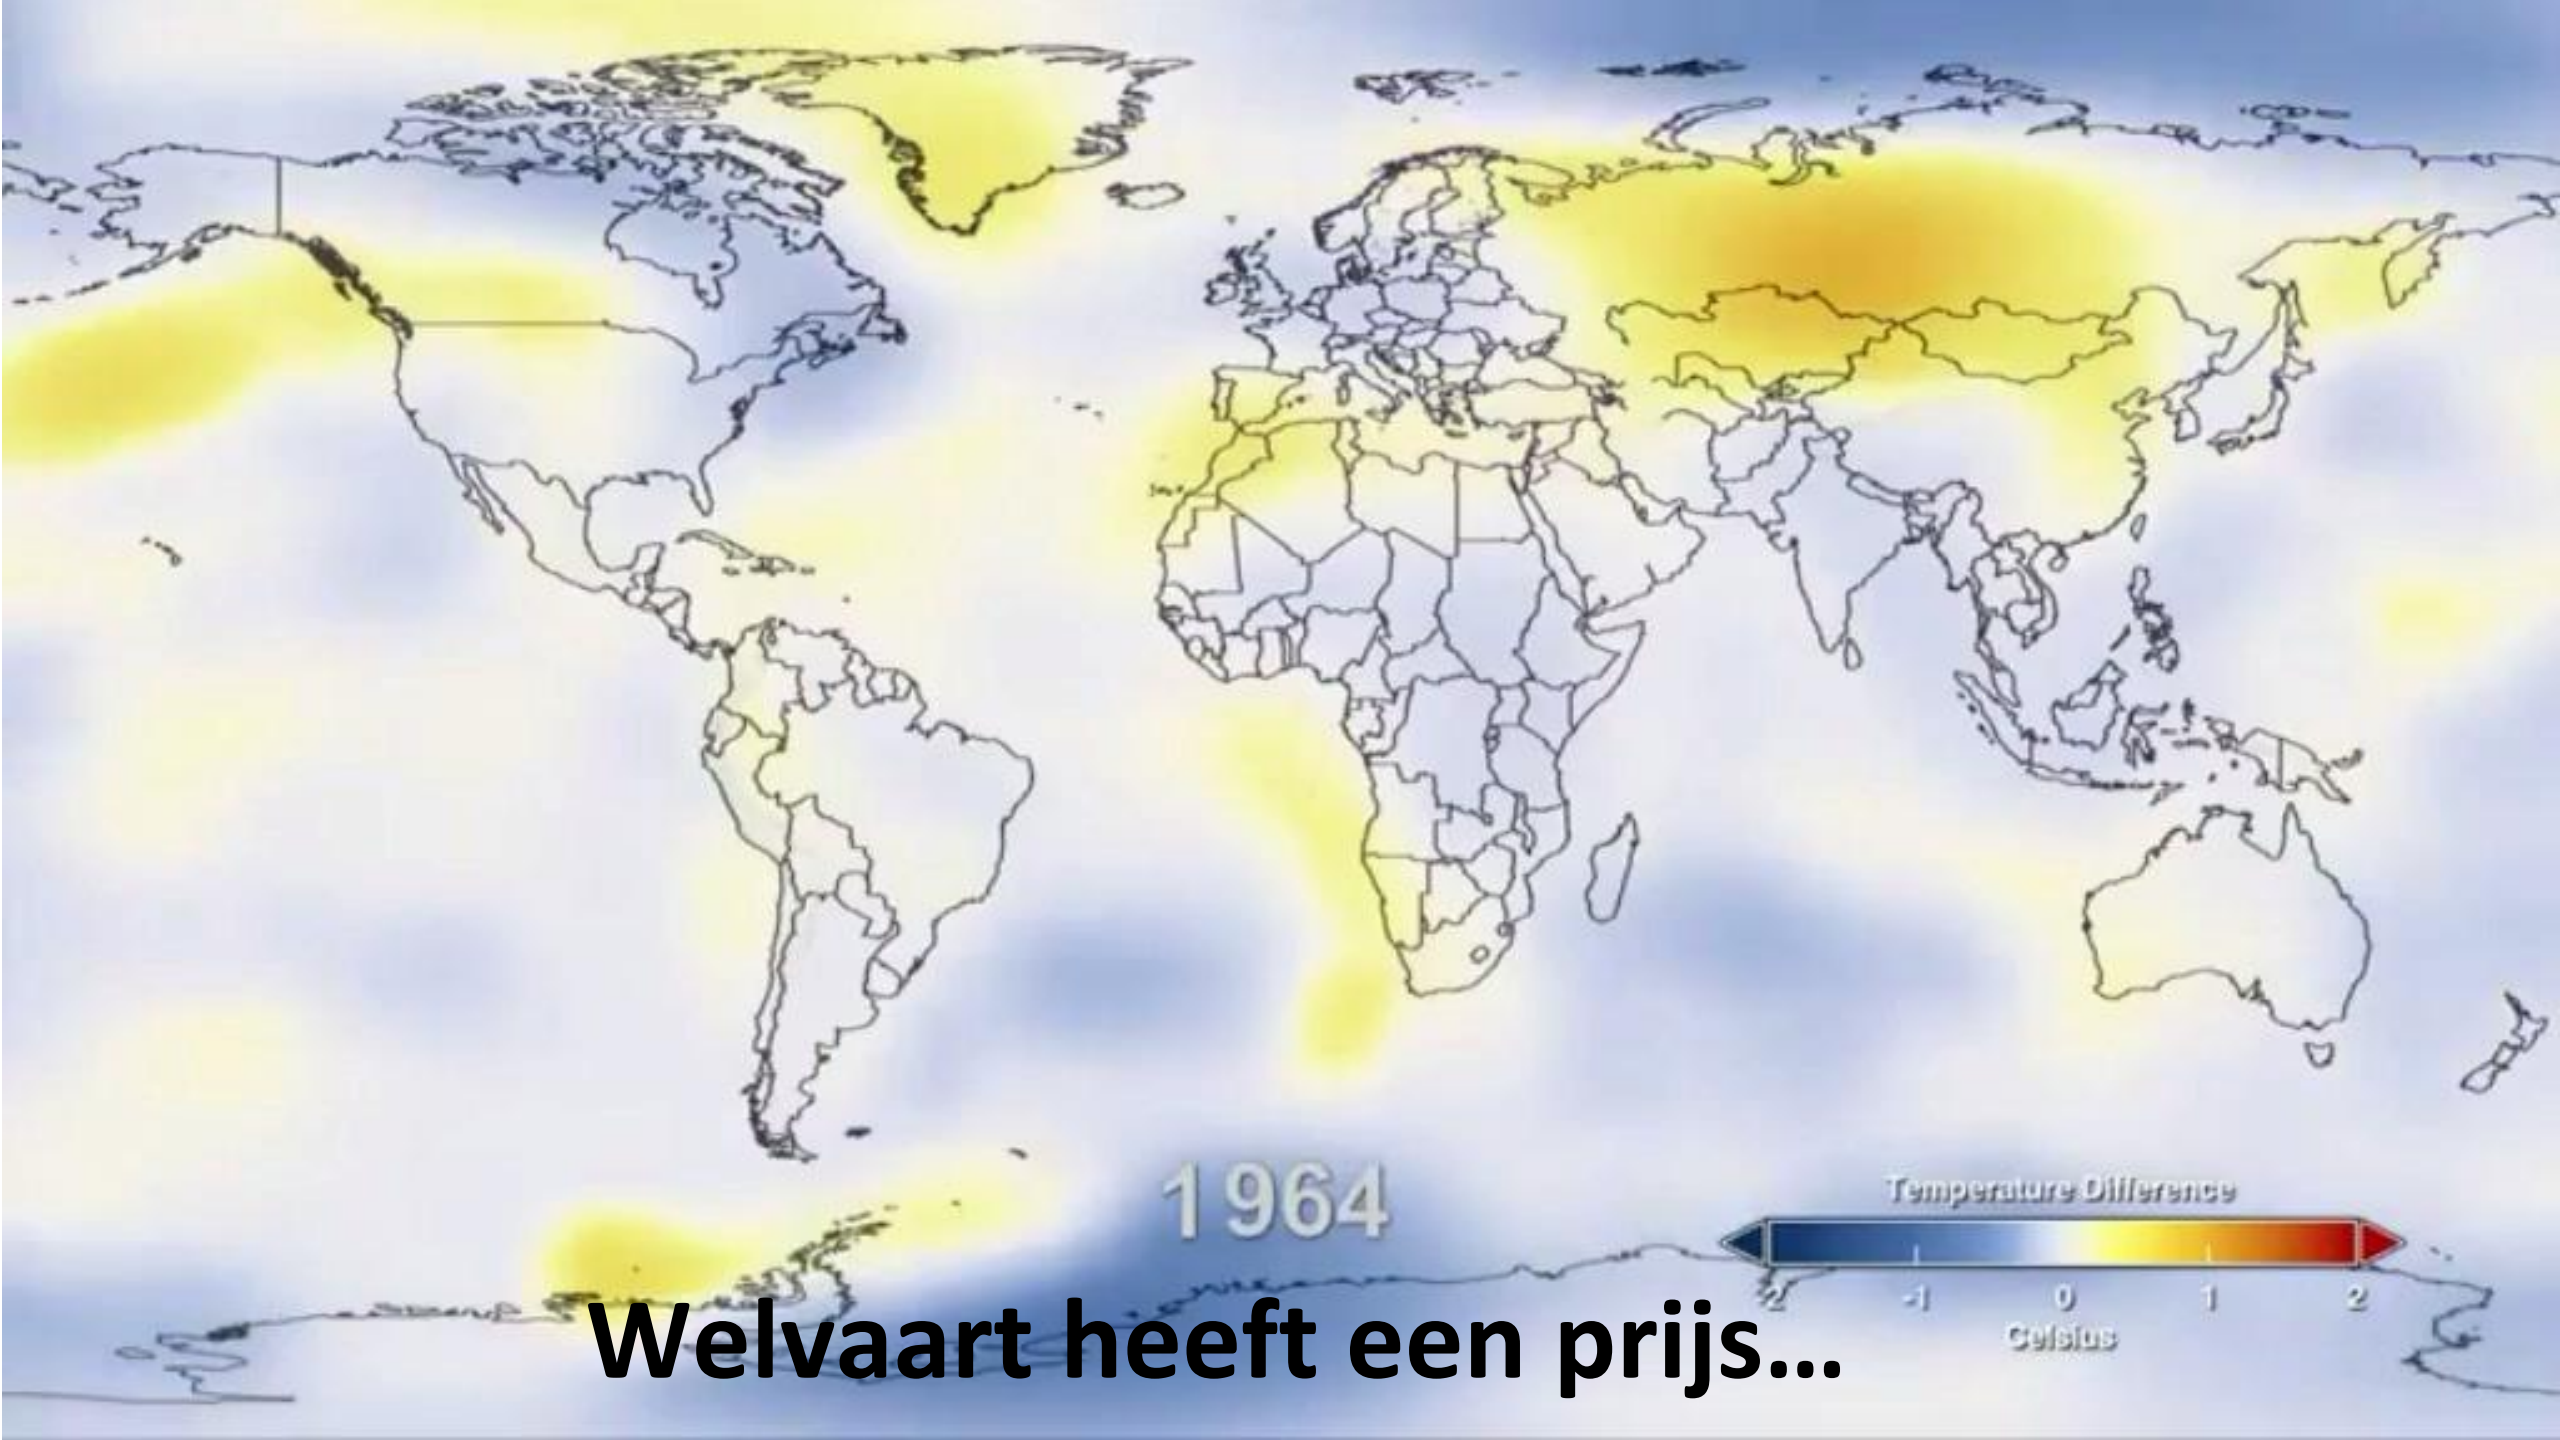 1964
Temperature Difference
-2 -1 0 1 2
Celsius
Welvaart heeft een prijs...